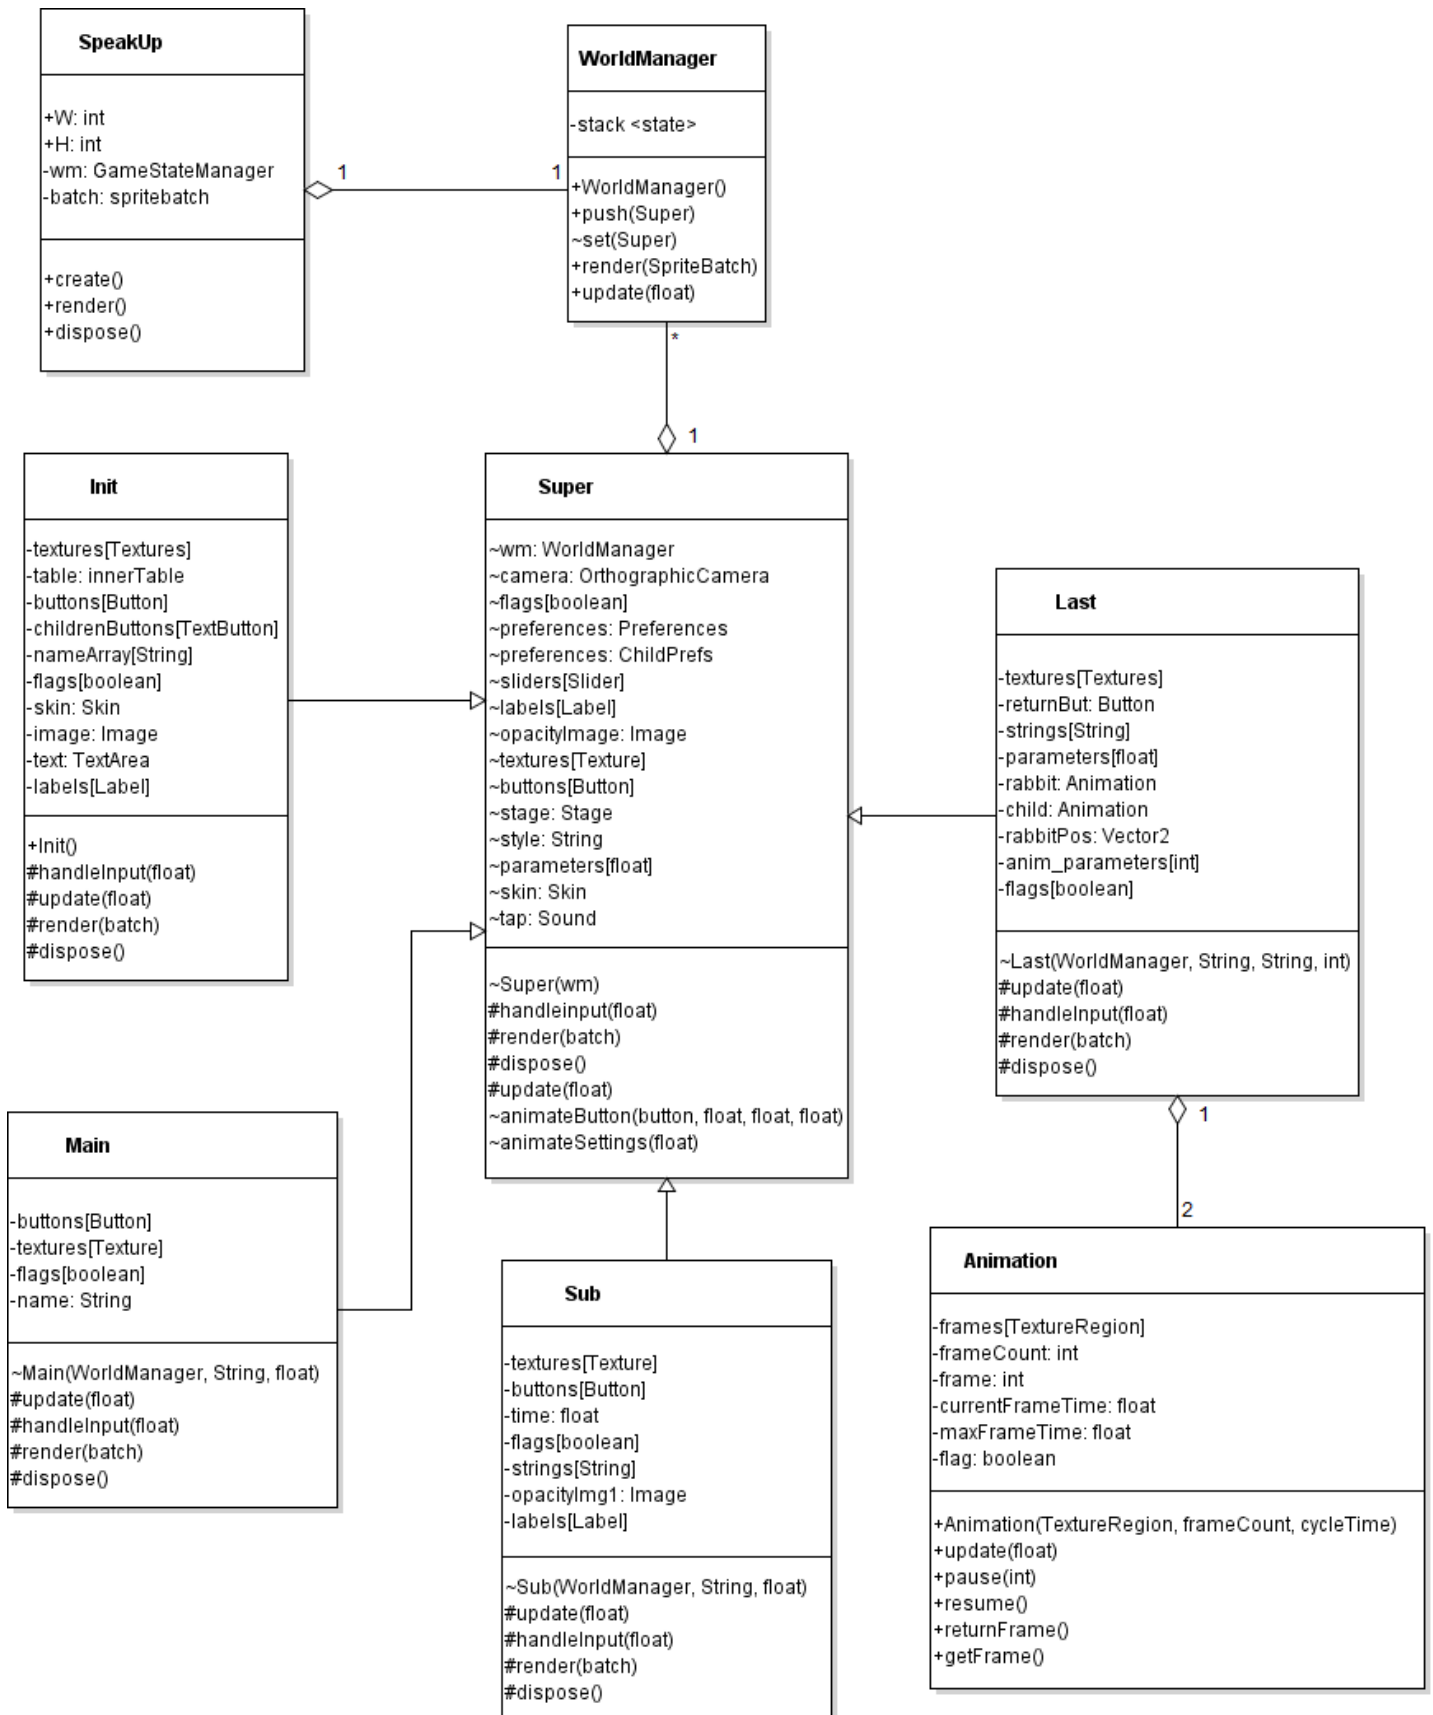 SpeakUp
+W: int
+H: int
-wm: GameStateManager
-batch: spritebatch
+create()
+render()
+dispose()
1
1
WorldManager
-stack <state>
+WorldManager()
+push(Super)
~set(Super)
+render(SpriteBatch)
+update(float)
*
1
Init
-textures[Textures]
-table: innerTable
-buttons[Button]
-childrenButtons[TextButton]
-nameArray[String]
-flags[boolean]
-skin: Skin
-image: Image
-text: TextArea
-labels[Label]
+Init()
#handleInput(float)
#update(float)
#render(batch)
#dispose()
Super
~wm: WorldManager
~camera: OrthographicCamera
~flags[boolean]
~preferences: Preferences
~preferences: ChildPrefs
~sliders[Slider]
~labels[Label]
~opacityImage: Image
~textures[Texture]
~buttons[Button]
~stage: Stage
~style: String
~parameters[float]
~skin: Skin
~tap: Sound
~Super(wm)
#handleinput(float)
#render(batch)
#dispose()
#update(float)
~animateButton(button, float, float, float)
~animateSettings(float)
Last
-textures[Textures]
-returnBut: Button
-strings[String]
-parameters[float]
-rabbit: Animation
-child: Animation
-rabbitPos: Vector2
-anim_parameters[int]
-flags[boolean]
~Last(WorldManager, String, String, int)
#update(float)
#handleInput(float)
#render(batch)
#dispose()
1
2
Main
-buttons[Button]
-textures[Texture]
-flags[boolean]
-name: String
~Main(WorldManager, String, float)
#update(float)
#handleInput(float)
#render(batch)
#dispose()
Sub
-textures[Texture]
-buttons[Button]
-time: float
-flags[boolean]
-strings[String]
-opacityImg1: Image
-labels[Label]
~Sub(WorldManager, String, float)
#update(float)
#handleInput(float)
#render(batch)
#dispose()
Animation
-frames[TextureRegion]
-frameCount: int
-frame: int
-currentFrameTime: float
-maxFrameTime: float
-flag: boolean
+Animation(TextureRegion, frameCount, cycleTime)
+update(float)
+pause(int)
+resume()
+returnFrame()
+getFrame()